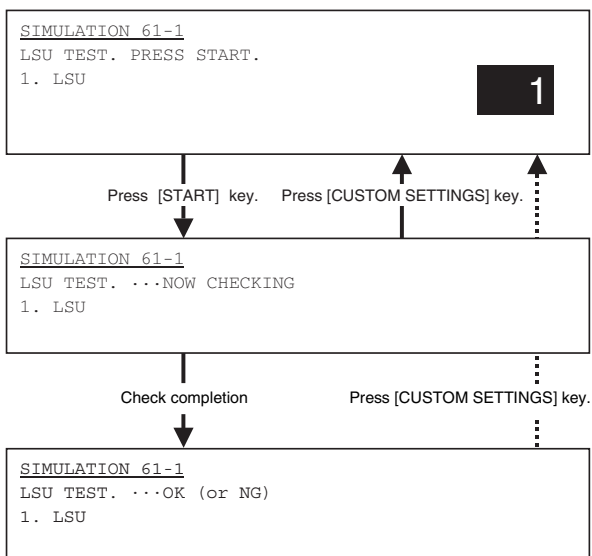 SIMULATION 61-1
LSU TEST. PRESS START.
1. LSU
1
Press [START] key. Press [CUSTOM SETTINGS] key.
SIMULATION 61-1
LSU TEST. ···NOW CHECKING
1. LSU
Check completion Press [CUSTOM SETTINGS] key.
SIMULATION 61-1
LSU TEST. ···OK (or NG)
1. LSU